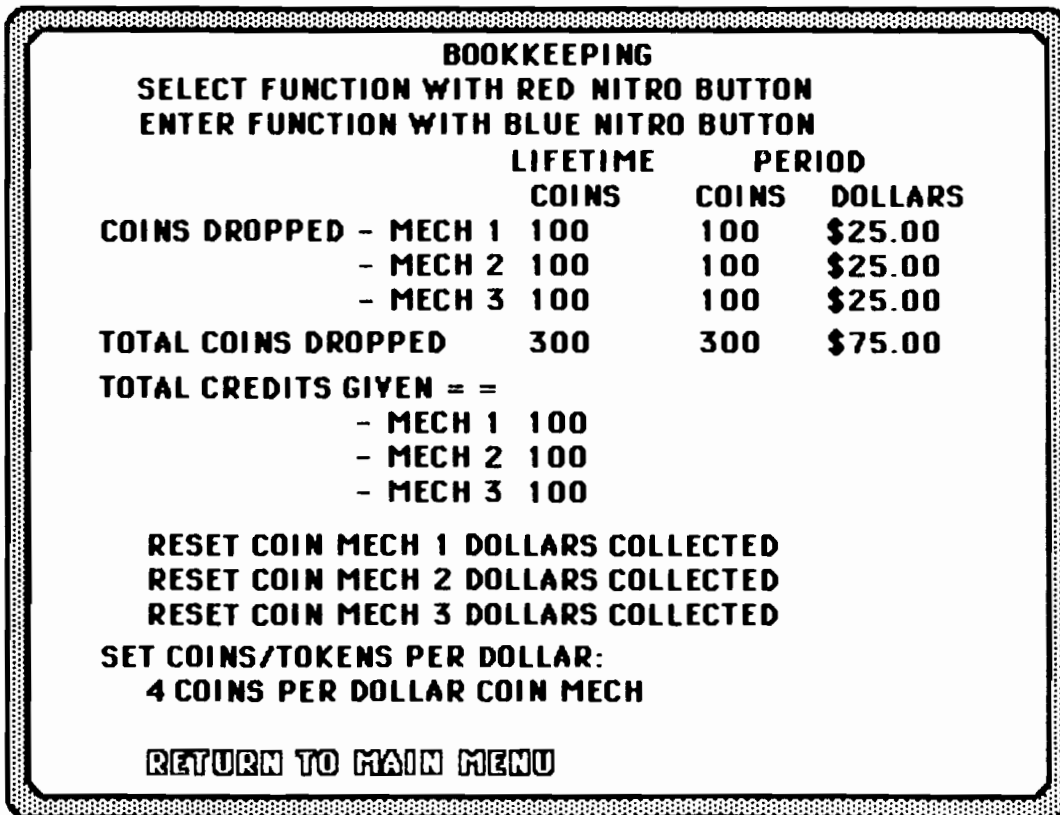 BOOKKEEPING
SELECT FUNCTION WITH RED NITRO BUTTON
ENTER FUNCTION WITH BLUE NITRO BUTTON
LIFETIME PERIOD
COINS COINS DOLLARS
COINS DROPPED - MECH 1 100 100 $25.00
- MECH 2 100 100 $25.00
- MECH 3 100 100 $25.00
TOTAL COINS DROPPED 300 300 $75.00
TOTAL CREDITS GIVEN = =
- MECH 1 100
- MECH 2 100
- MECH 3 100
RESET COIN MECH 1 DOLLARS COLLECTED
RESET COIN MECH 2 DOLLARS COLLECTED
RESET COIN MECH 3 DOLLARS COLLECTED
SET COINS/TOKENS PER DOLLAR:
4 COINS PER DOLLAR COIN MECH
RETURN TO MAIN MENU